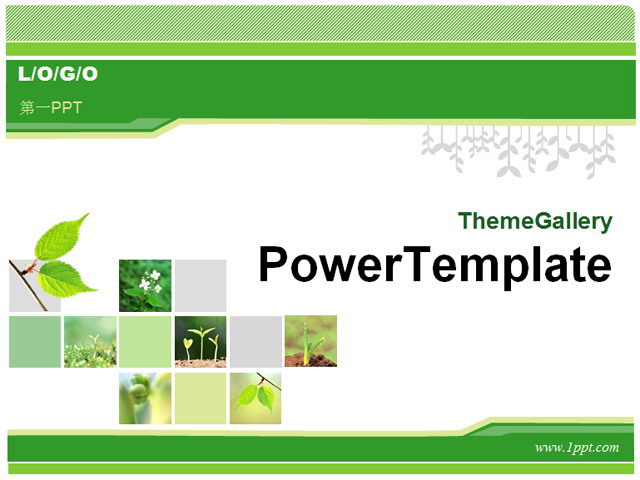 L/O/G/O
第一PPT
ThemeGallery
PowerTemplate
www.1ppt.com